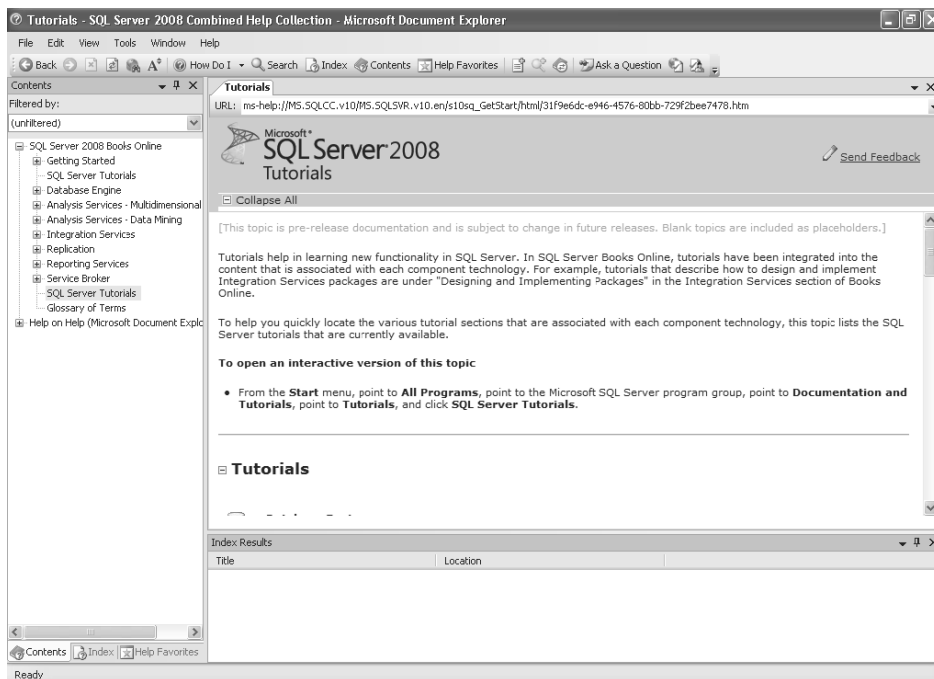 Tutorials - SQL Server 2008 Combined Help Collection - Microsoft Document Explorer
File Edit View Tools Window Help
Back How Do I Search Index Contents Help Favorites Ask a Question
Contents
Filtered by:
(unfiltered)
SQL Server 2008 Books Online
Getting Started
SQL Server Tutorials
Database Engine
Analysis Services - Multidimensional
Analysis Services - Data Mining
Integration Services
Replication
Reporting Services
Service Broker
SQL Server Tutorials
Glossary of Terms
Help on Help (Microsoft Document Explo
Contents Index Help Favorites
Tutorials
URL: ms-help://MS.SQLCC.v10/MS.SQLSVR.v10.en/s10sq_GetStart/html/31f9e6dc-e946-4576-80bb-729f2bee7478.htm
Microsoft
SQL Server 2008
Tutorials
Send Feedback
Collapse All
[This topic is pre-release documentation and is subject to change in future releases. Blank topics are included as placeholders.]
Tutorials help in learning new functionality in SQL Server. In SQL Server Books Online, tutorials have been integrated into the
content that is associated with each component technology. For example, tutorials that describe how to design and implement
Integration Services packages are under "Designing and Implementing Packages" in the Integration Services section of Books
Online.
To help you quickly locate the various tutorial sections that are associated with each component technology, this topic lists the SQL
Server tutorials that are currently available.
To open an interactive version of this topic
• From the Start menu, point to All Programs, point to the Microsoft SQL Server program group, point to Documentation and
Tutorials, point to Tutorials, and click SQL Server Tutorials.
Tutorials
Index Results
Title Location
Ready